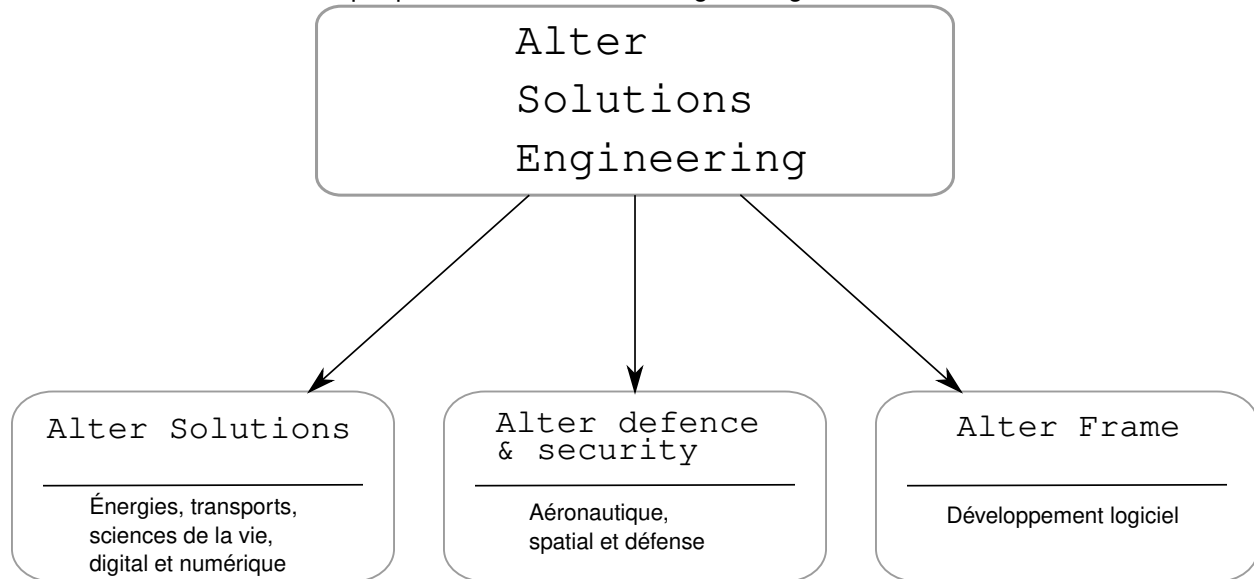 Alter
Solutions
Engineering
Alter Solutions
Énergies, transports,
sciences de la vie,
digital et numérique
Alter defence
& security
Aéronautique,
spatial et défense
Alter Frame
Développement logiciel